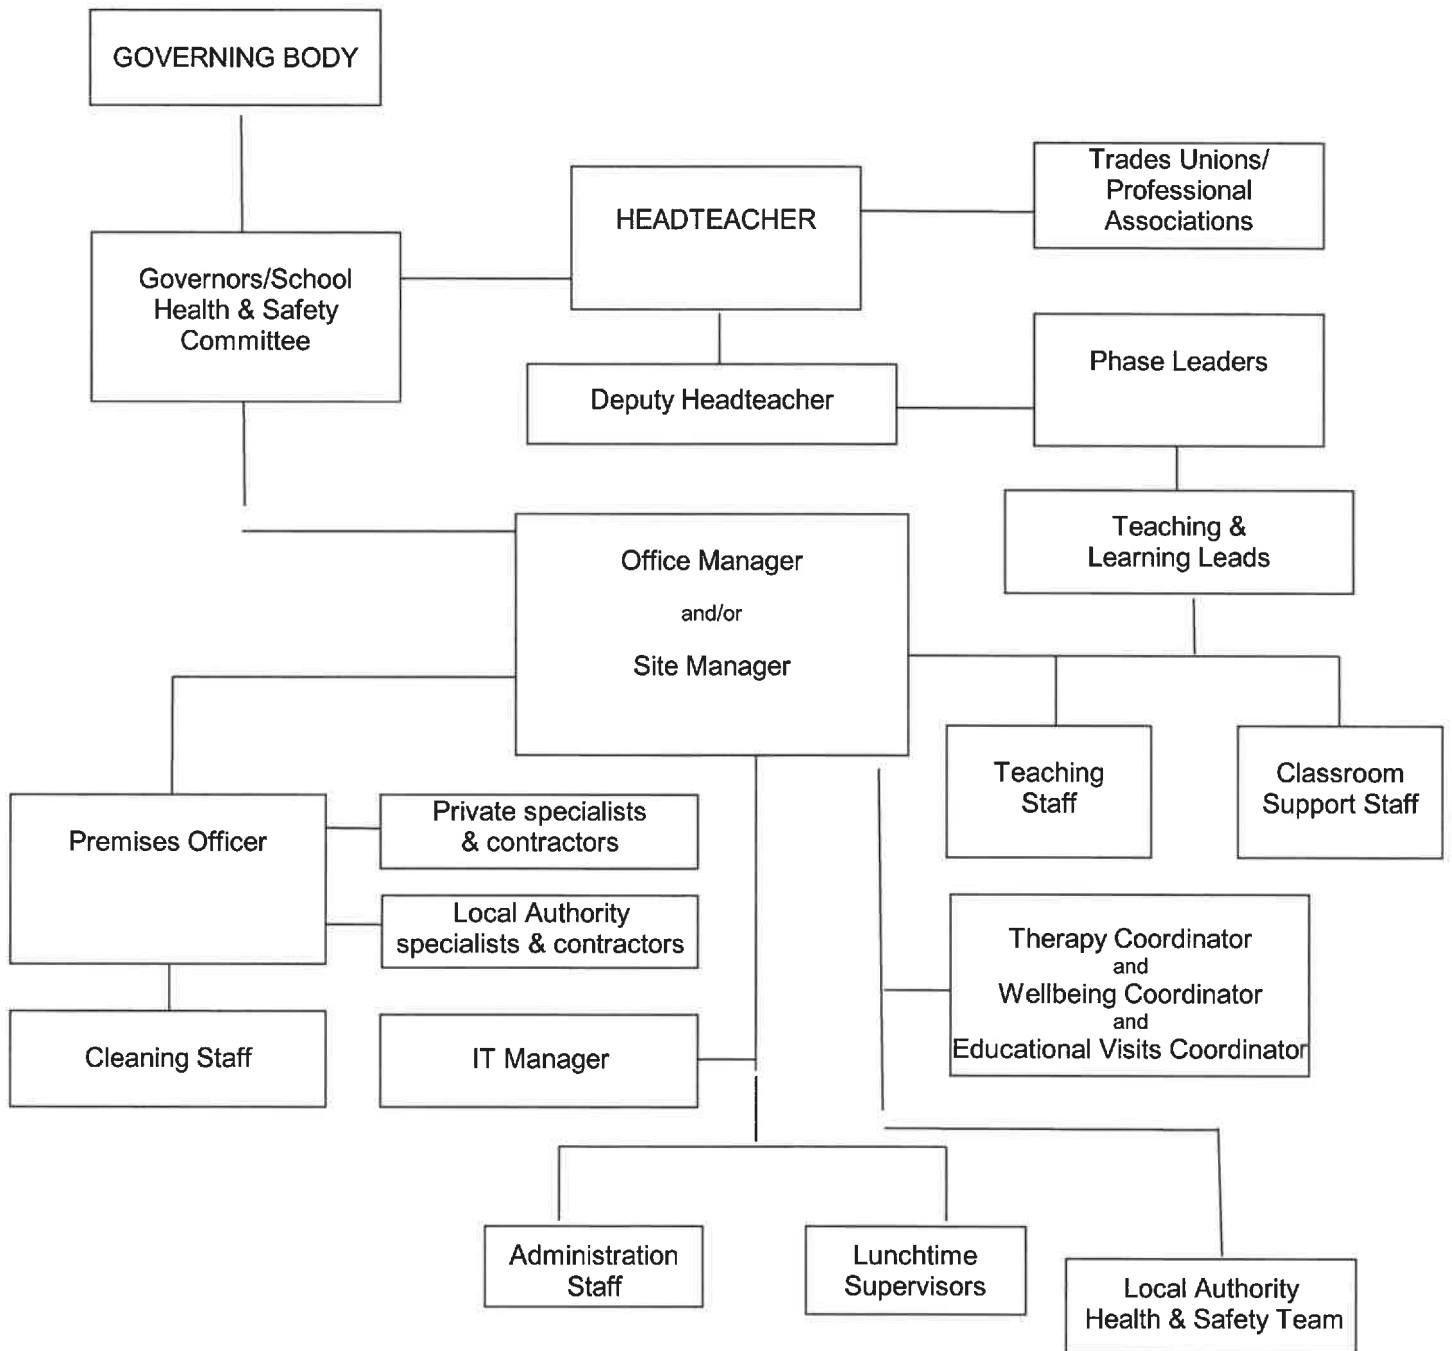 GOVERNING BODY
HEADTEACHER
Trades Unions/
Professional
Associations
Governors/School
Health & Safety
Committee
Phase Leaders
Deputy Headteacher
Teaching &
Learning Leads
Office Manager
and/or
Site Manager
Teaching
Staff
Classroom
Support Staff
Premises Officer
Private specialists
& contractors
Local Authority
specialists & contractors
Therapy Coordinator
and
Wellbeing Coordinator
and
Educational Visits Coordinator
Cleaning Staff
IT Manager
Administration
Staff
Lunchtime
Supervisors
Local Authority
Health & Safety Team